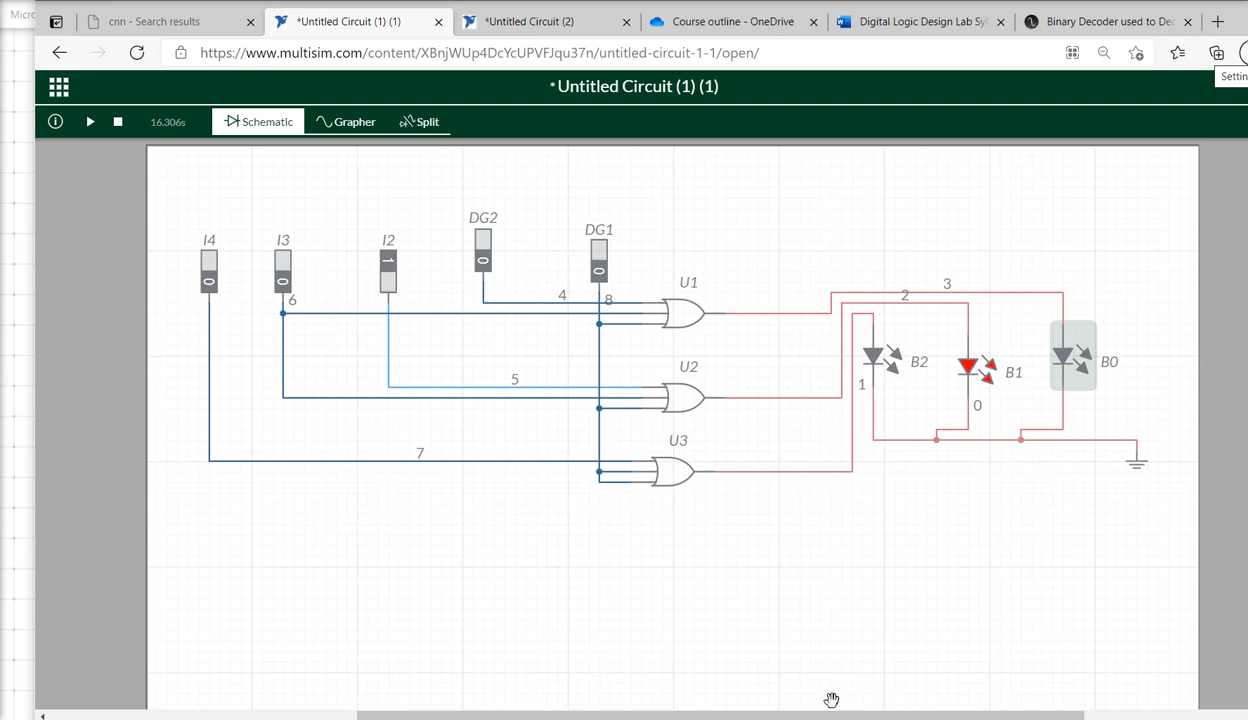 Micro
cnn - Search results
*Untitled Circuit (1) (1)
*Untitled Circuit (2)
Course outline - OneDrive
Digital Logic Design Lab Syl
Binary Decoder used to Dec
https://www.multisim.com/content/XBnjWUp4DcYcUPVFJqu37n/untitled-circuit-1-1/open/
Settin
*Untitled Circuit (1) (1)
16.306s
Schematic
Grapher
Split
I4
I3
I2
DG2
DG1
0
0
1
0
0
6
4
8
U1
3
2
U2
5
B2
B1
B0
1
0
U3
7